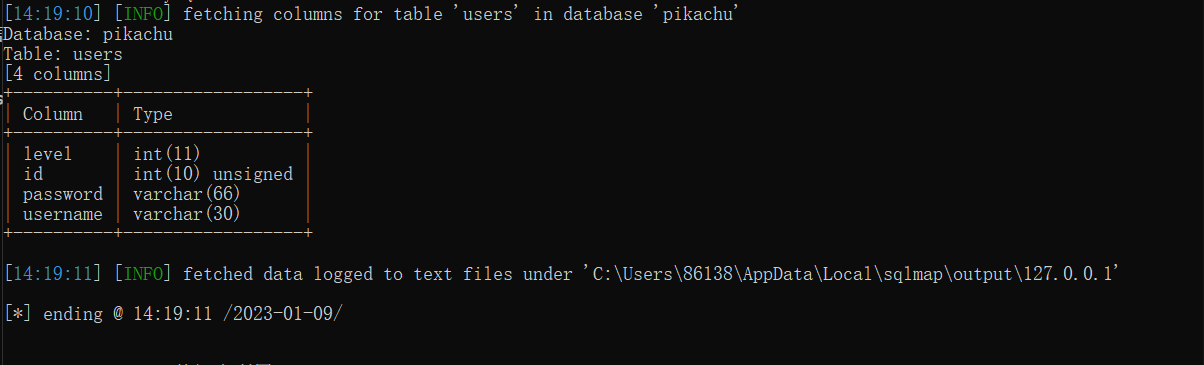 [14:19:10] [INFO] fetching columns for table 'users' in database 'pikachu'
Database: pikachu
Table: users
[4 columns]
+----------+------------------+
| Column   | Type             |
+----------+------------------+
| level    | int(11)          |
| id       | int(10) unsigned |
| password | varchar(66)      |
| username | varchar(30)      |
+----------+------------------+
[14:19:11] [INFO] fetched data logged to text files under 'C:\Users\86138\AppData\Local\sqlmap\output\127.0.0.1'
[*] ending @ 14:19:11 /2023-01-09/